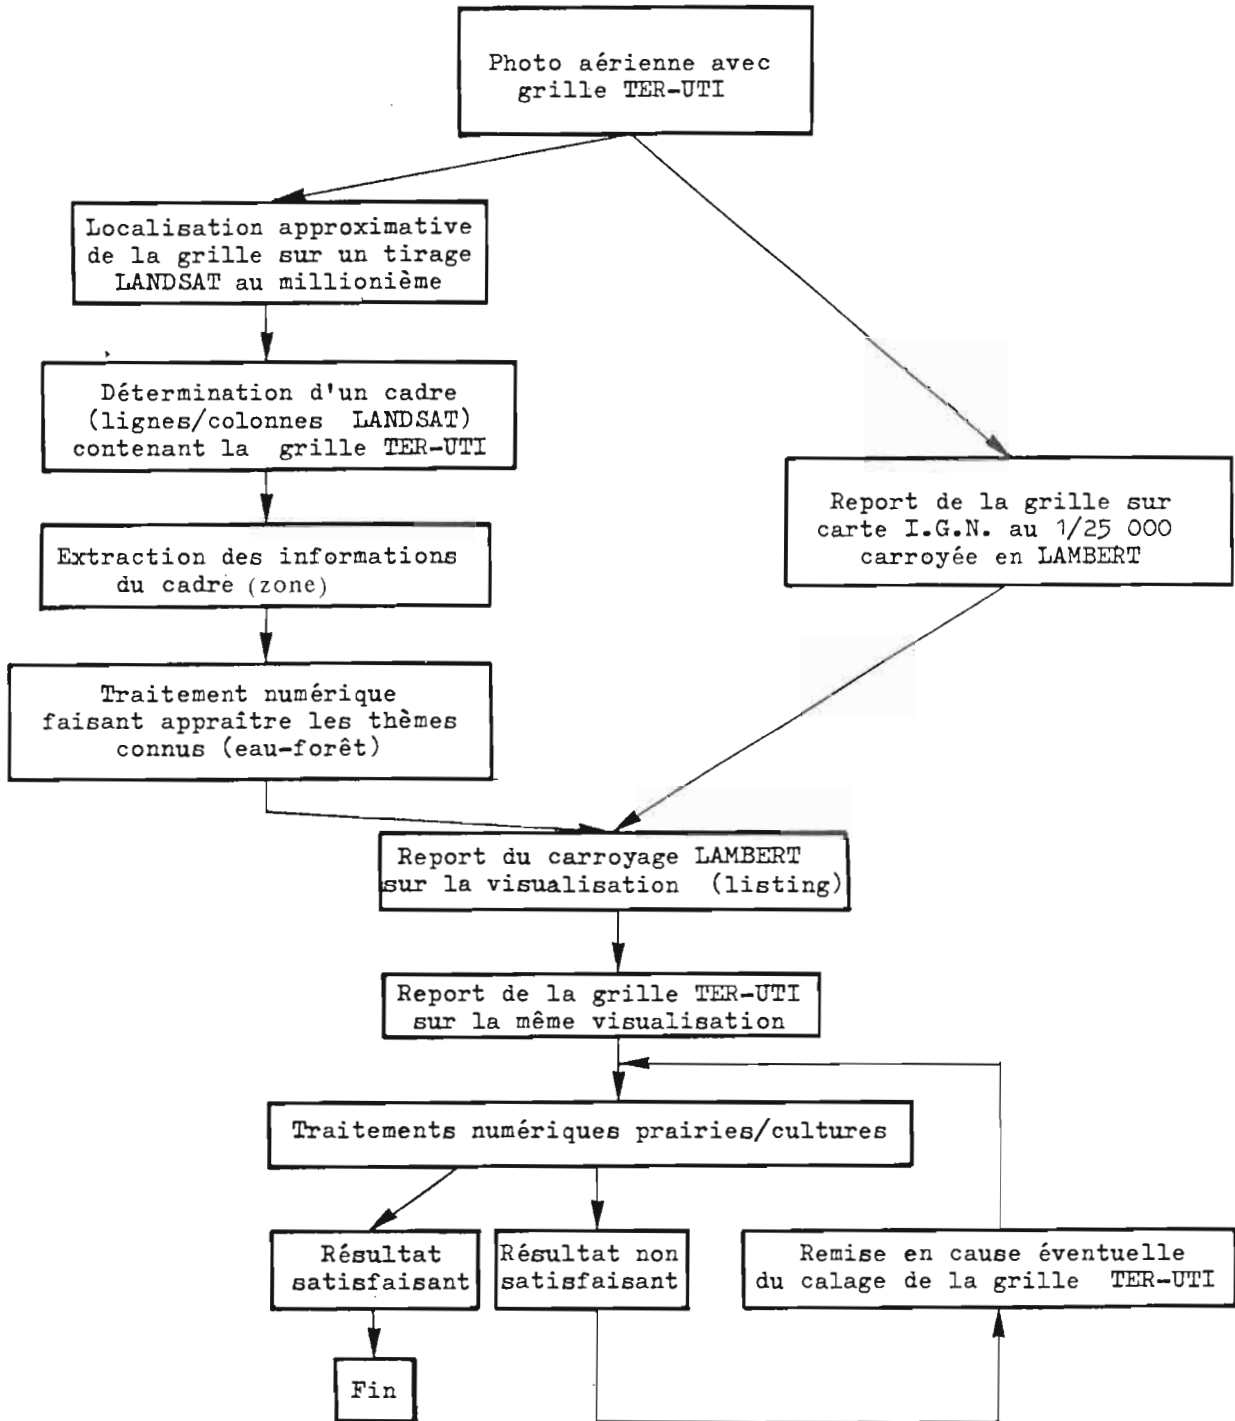 Photo aérienne avec
grille TER-UTI
Localisation approximative
de la grille sur un tirage
LANDSAT au millionième
Détermination d'un cadre
(lignes/colonnes LANDSAT)
contenant la grille TER-UTI
Report de la grille sur
carte I.G.N. au 1/25 000
carroyée en LAMBERT
Extraction des informations
du cadre (zone)
Traitement numérique
faisant appraître les thèmes
connus (eau-forêt)
Report du carroyage LAMBERT
sur la visualisation (listing)
Report de la grille TER-UTI
sur la même visualisation
Traitements numériques prairies/cultures
Résultat
satisfaisant
Résultat non
satisfaisant
Remise en cause éventuelle
du calage de la grille TER-UTI
Fin